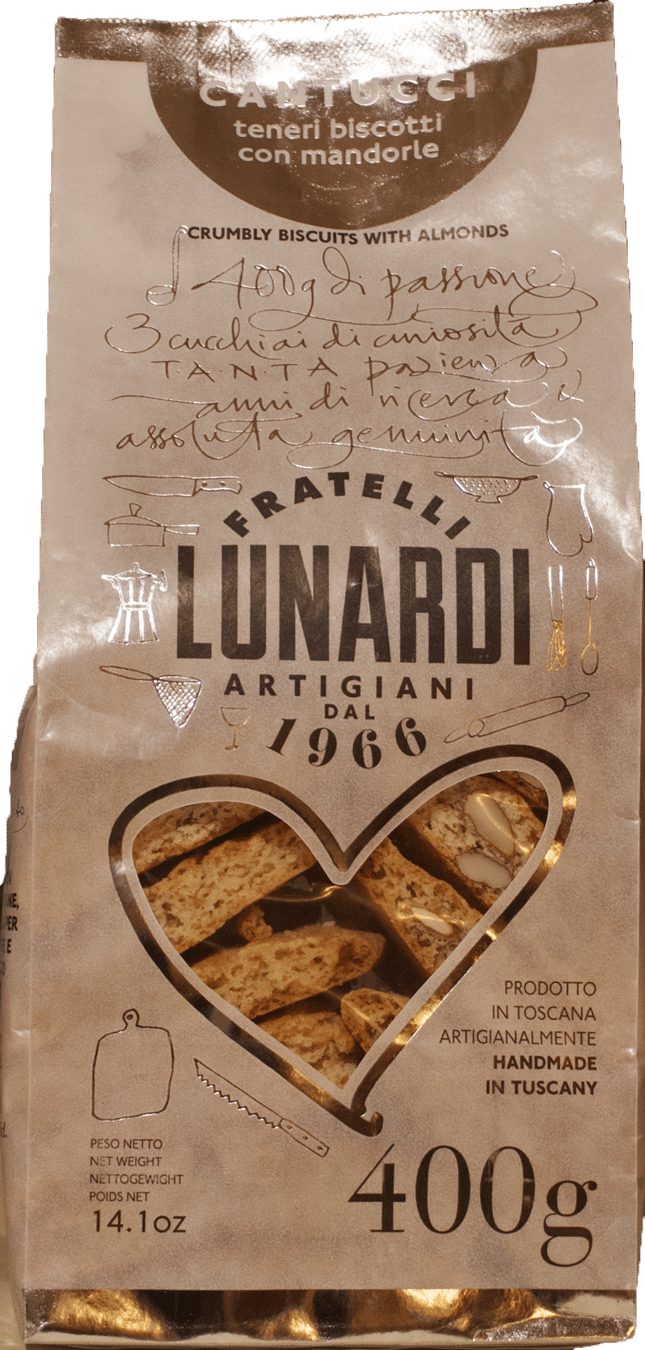 CANTUCCI
teneri biscotti
con mandorle
CRUMBLY BISCUITS WITH ALMONDS
400g di passione
3 cucchiai di curiosità
TANTA pazienza
anni di ricerca e
assoluta genuinità
FRATELLI
LUNARDI
ARTIGIANI
DAL
1966
PRODOTTO
IN TOSCANA
ARTIGIANALMENTE
HANDMADE
IN TUSCANY
PESO NETTO
NET WEIGHT
NETTOGEWIGHT
POIDS NET
14.1oz
400g